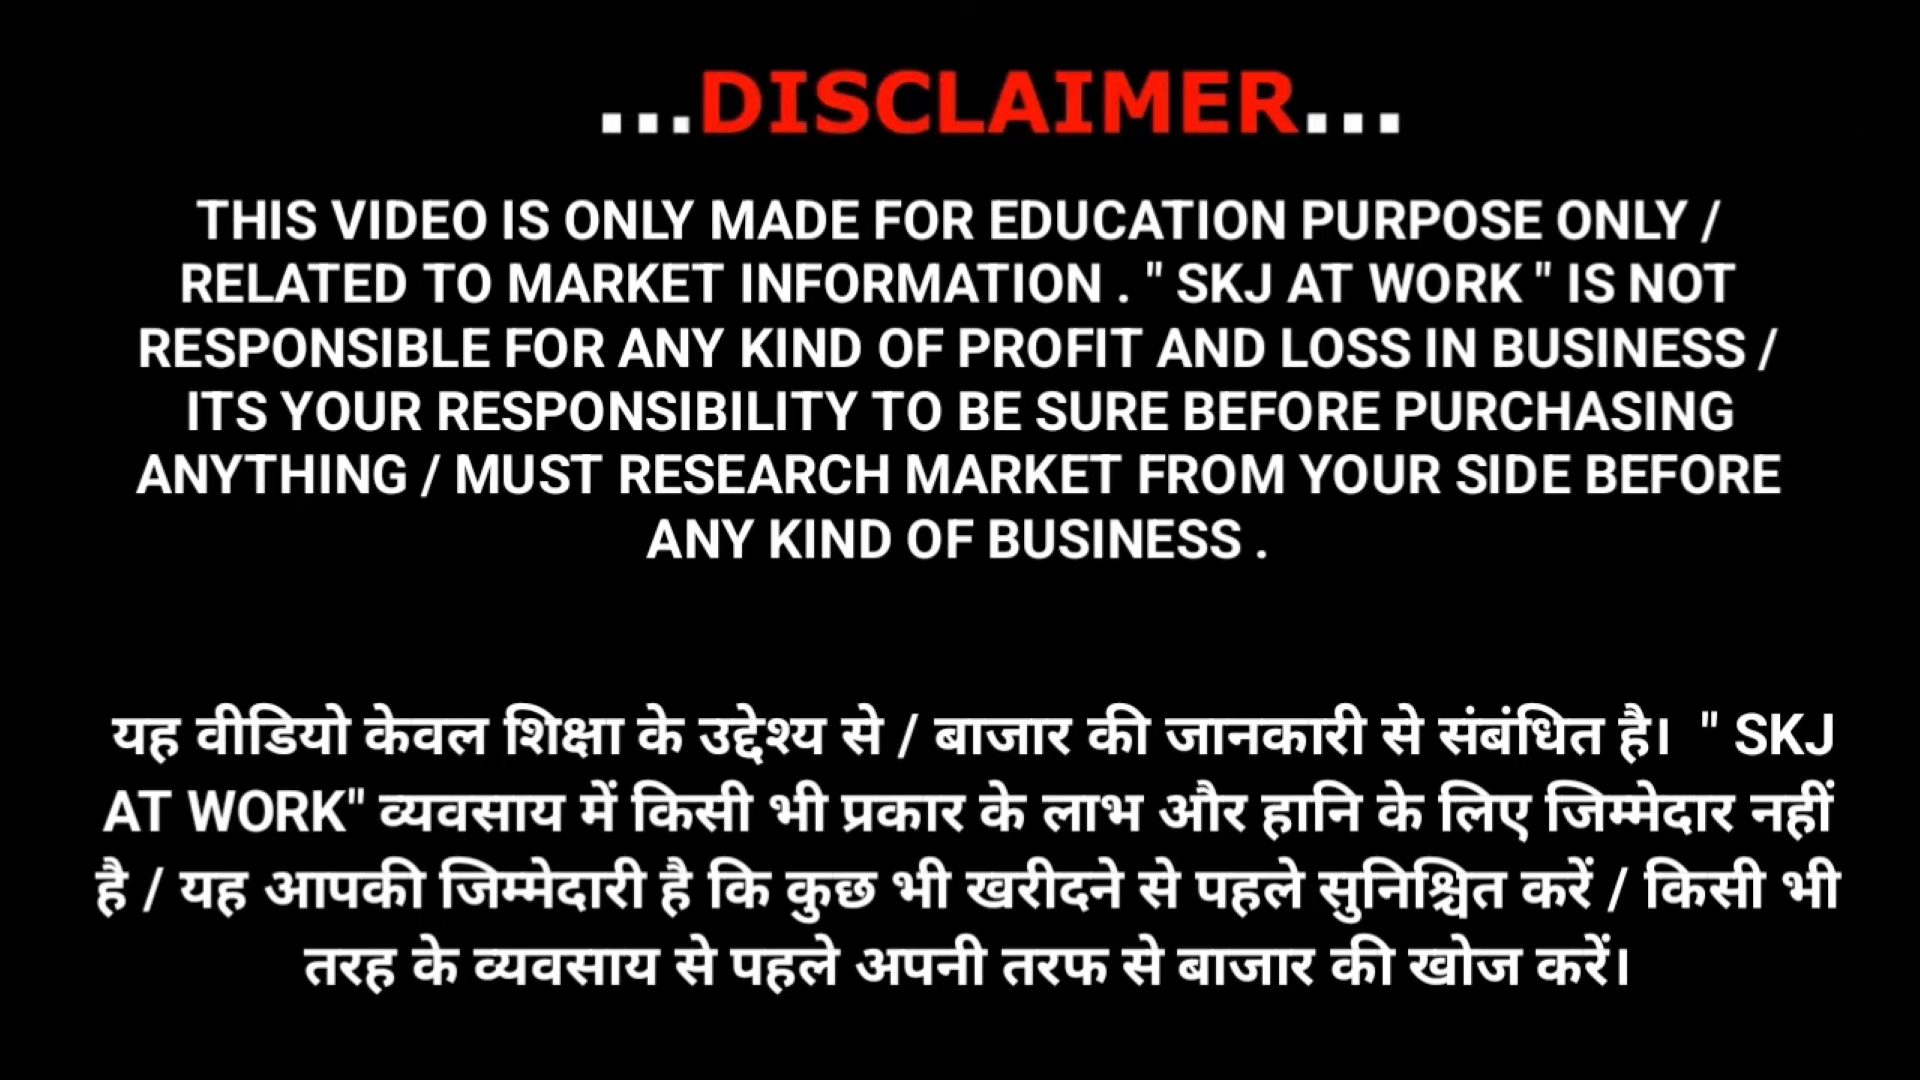 ...DISCLAIMER...
THIS VIDEO IS ONLY MADE FOR EDUCATION PURPOSE ONLY /
RELATED TO MARKET INFORMATION . " SKJ AT WORK " IS NOT
RESPONSIBLE FOR ANY KIND OF PROFIT AND LOSS IN BUSINESS /
ITS YOUR RESPONSIBILITY TO BE SURE BEFORE PURCHASING
ANYTHING / MUST RESEARCH MARKET FROM YOUR SIDE BEFORE
ANY KIND OF BUSINESS .
यह वीडियो केवल शिक्षा के उद्देश्य से / बाजार की जानकारी से संबंधित है। " SKJ
AT WORK" व्यवसाय में किसी भी प्रकार के लाभ और हानि के लिए जिम्मेदार नहीं
है / यह आपकी जिम्मेदारी है कि कुछ भी खरीदने से पहले सुनिश्चित करें / किसी भी
तरह के व्यवसाय से पहले अपनी तरफ से बाजार की खोज करें।